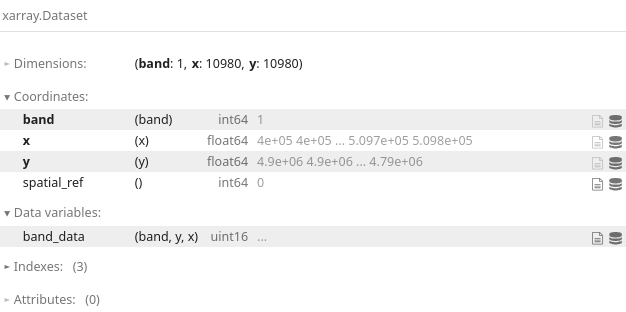 xarray.Dataset
► Dimensions: (band: 1, x: 10980, y: 10980)
▼ Coordinates:
band (band) int64 1
x (x) float64 4e+05 4e+05 ... 5.097e+05 5.098e+05
y (y) float64 4.9e+06 4.9e+06 ... 4.79e+06
spatial_ref () int64 0
▼ Data variables:
band_data (band, y, x) uint16 ...
► Indexes: (3)
► Attributes: (0)